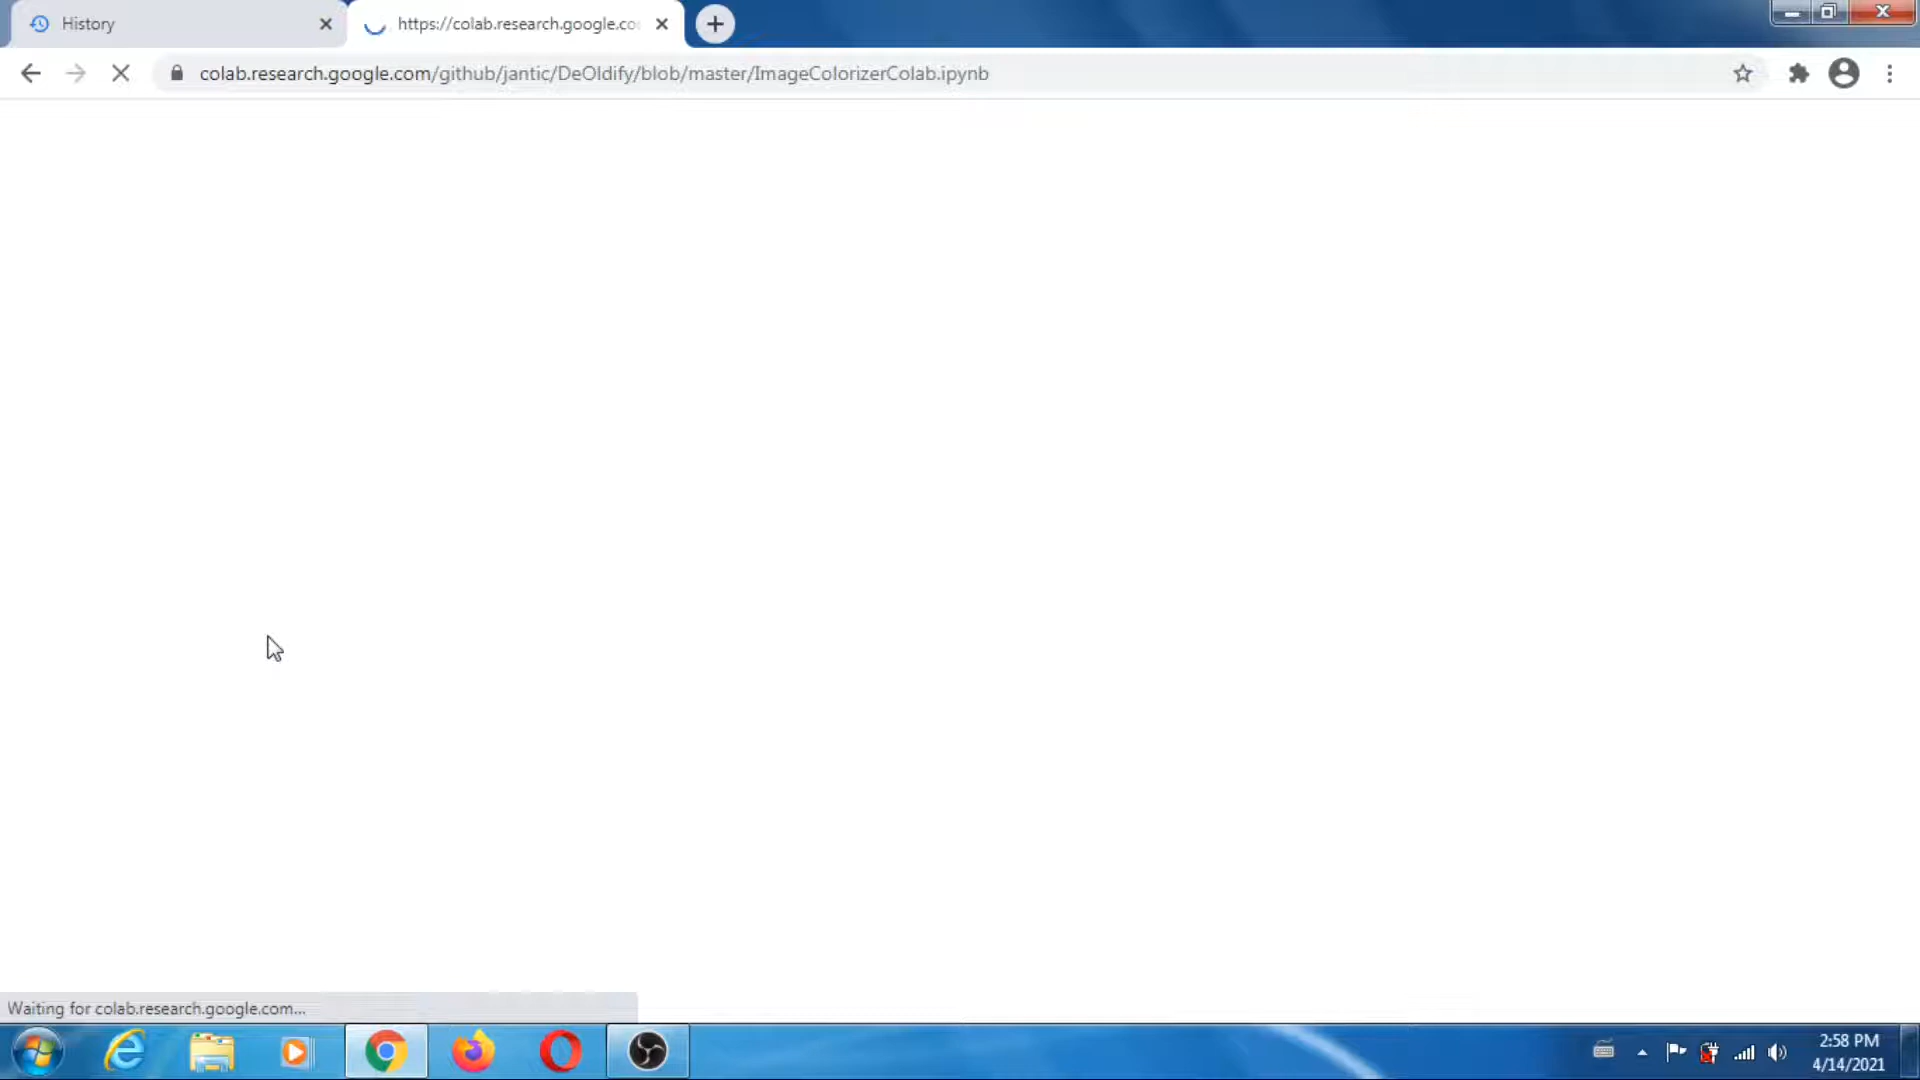 History
https://colab.research.google.co
colab.research.google.com/github/jantic/DeOldify/blob/master/ImageColorizerColab.ipynb
Waiting for colab.research.google.com...
2:58 PM
4/14/2021